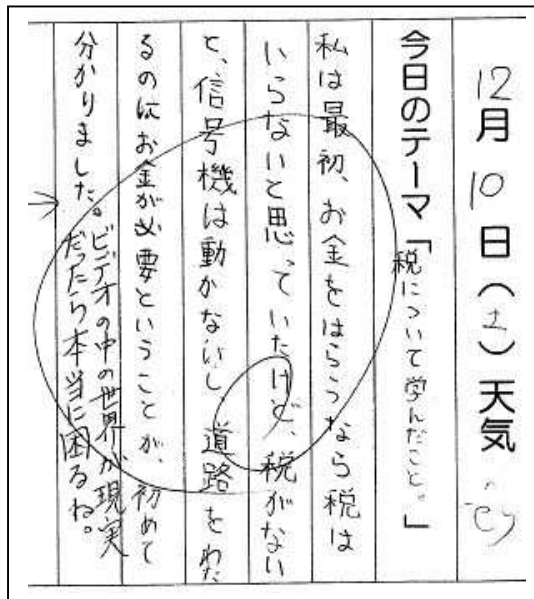 12月10日(土)天気
今日のテーマ「税について学んだこと。」
私は最初、お金をはらうなら税は
いらないと思っていたけど、税がない
と、信号機は動かないし道路をわた
るのはお金が必要ということが、初めて
分かりました。
ビデオの中の世界が、現実
だったら本当に困るね。